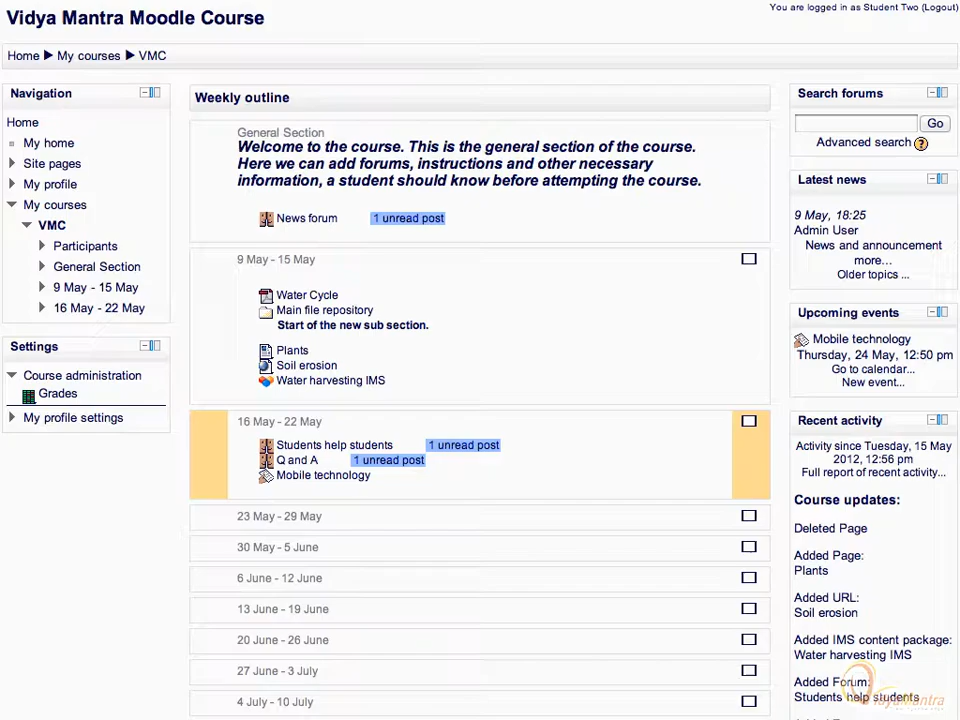 Vidya Mantra Moodle Course
You are logged in as Student Two (Logout)
Home ► My courses ► VMC
Navigation
Home
My home
Site pages
My profile
My courses
VMC
Participants
General Section
9 May - 15 May
16 May - 22 May
Settings
Course administration
Grades
My profile settings
Weekly outline
General Section
Welcome to the course. This is the general section of the course.
Here we can add forums, instructions and other necessary
information, a student should know before attempting the course.
News forum 1 unread post
9 May - 15 May
Water Cycle
Main file repository
Start of the new sub section.
Plants
Soil erosion
Water harvesting IMS
16 May - 22 May
Students help students 1 unread post
Q and A 1 unread post
Mobile technology
23 May - 29 May
30 May - 5 June
6 June - 12 June
13 June - 19 June
20 June - 26 June
27 June - 3 July
4 July - 10 July
Search forums
Go
Advanced search ?
Latest news
9 May, 18:25
Admin User
News and announcement
more...
Older topics ...
Upcoming events
Mobile technology
Thursday, 24 May, 12:50 pm
Go to calendar...
New event...
Recent activity
Activity since Tuesday, 15 May
2012, 12:56 pm
Full report of recent activity...
Course updates:
Deleted Page
Added Page:
Plants
Added URL:
Soil erosion
Added IMS content package:
Water harvesting IMS
Added Forum:
Students help students